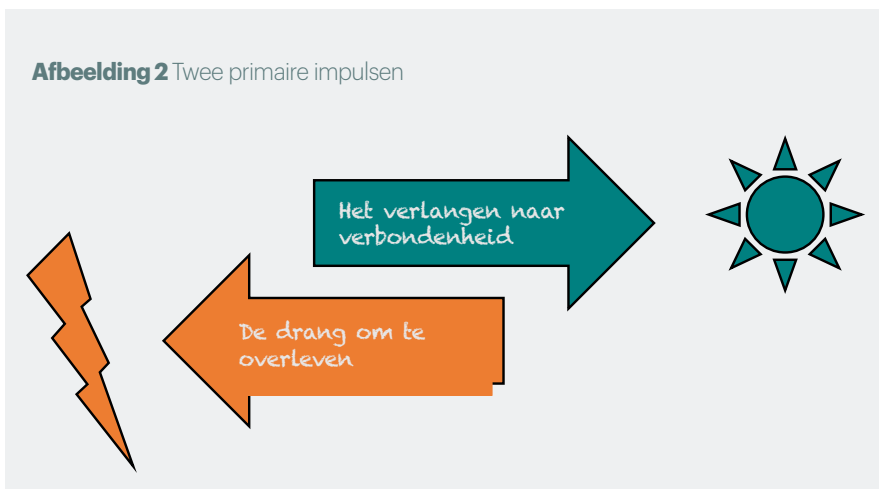 Afbeelding 2 Twee primaire impulsen
Het verlangen naar
verbondenheid
De drang om te
overleven